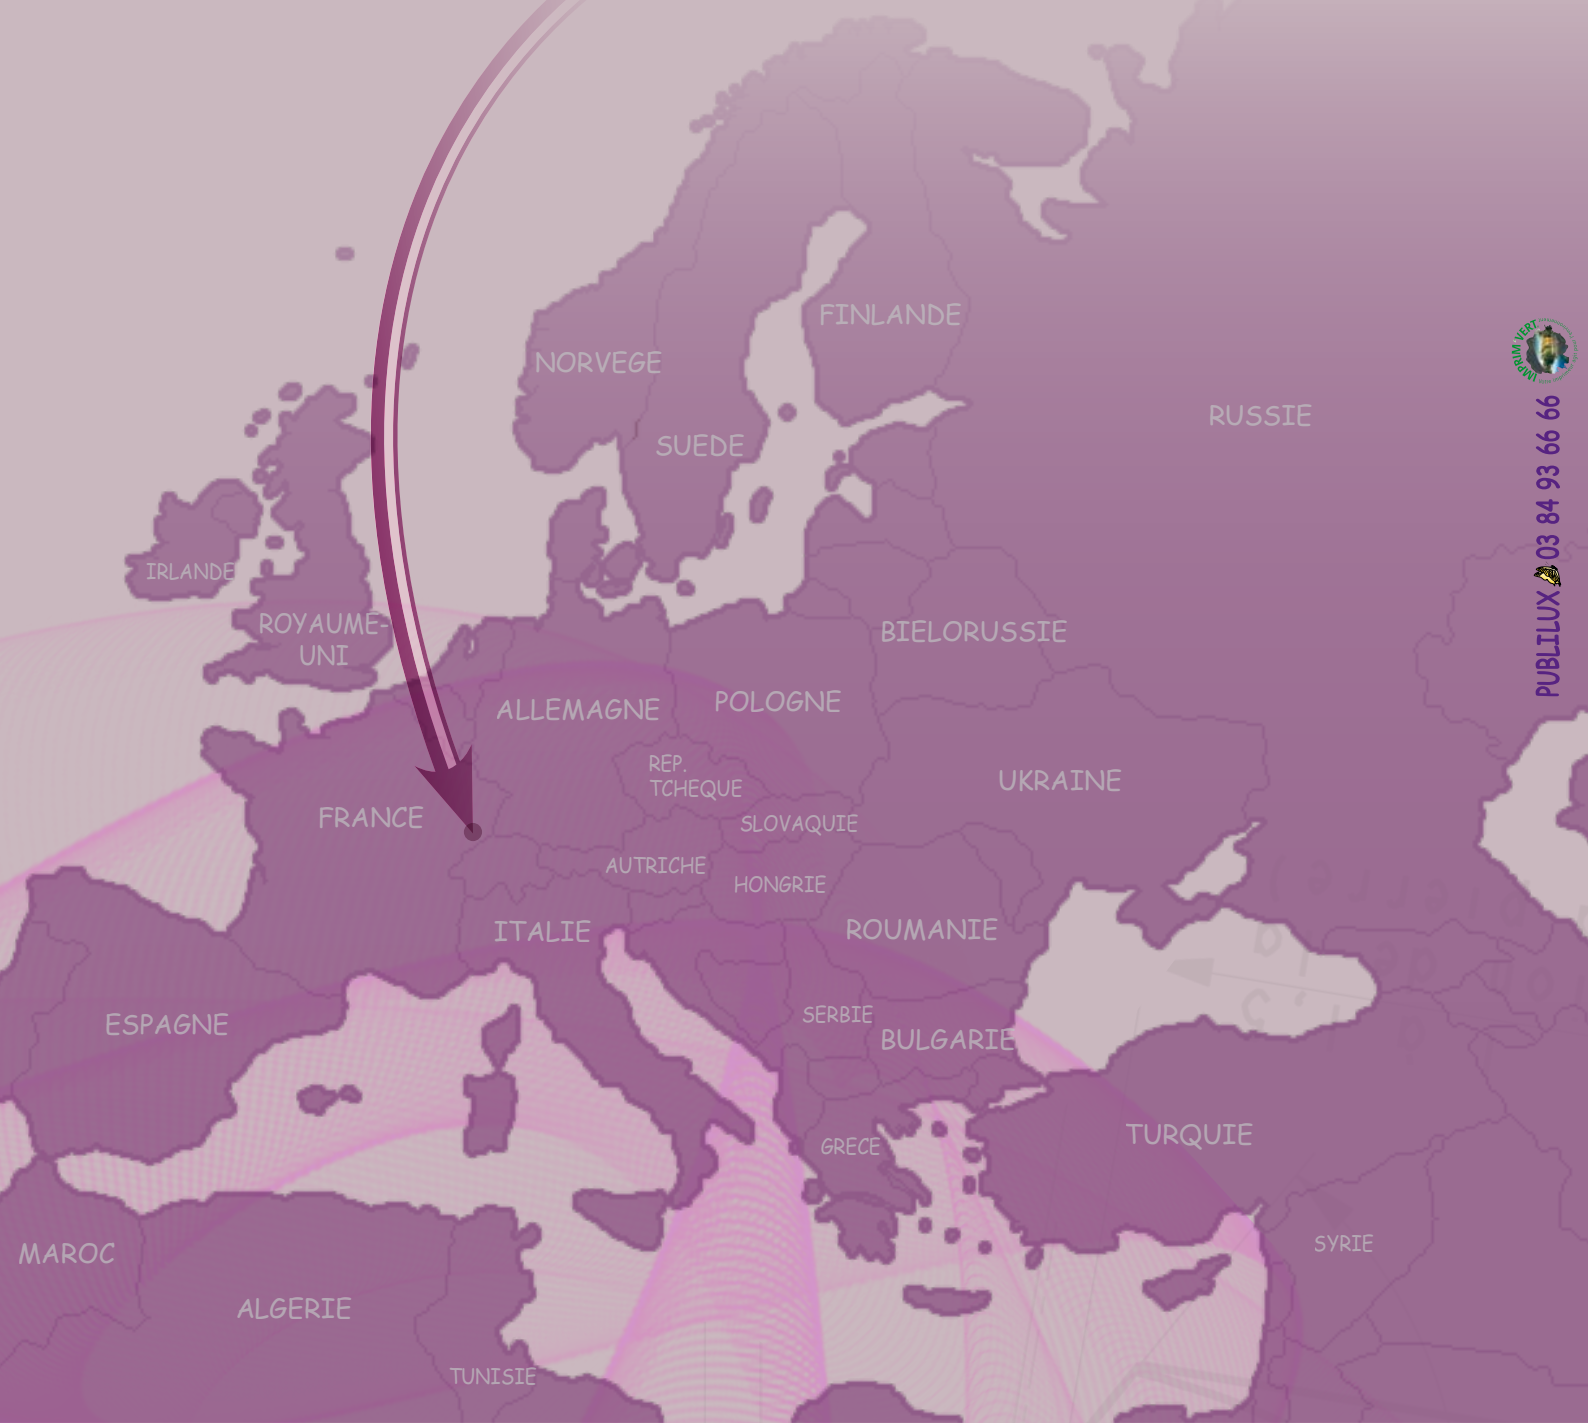 FINLANDE
NORVEGE
RUSSIE
SUEDE
IRLANDE
ROYAUME-
UNI
BIELORUSSIE
ALLEMAGNE
POLOGNE
REP.
TCHEQUE
UKRAINE
FRANCE
SLOVAQUIE
AUTRICHE
HONGRIE
ITALIE
ROUMANIE
ESPAGNE
SERBIE
BULGARIE
GRECE
TURQUIE
MAROC
SYRIE
ALGERIE
TUNISIE
IMPRIM'VERT
PUBLILUX 03 84 93 66 66